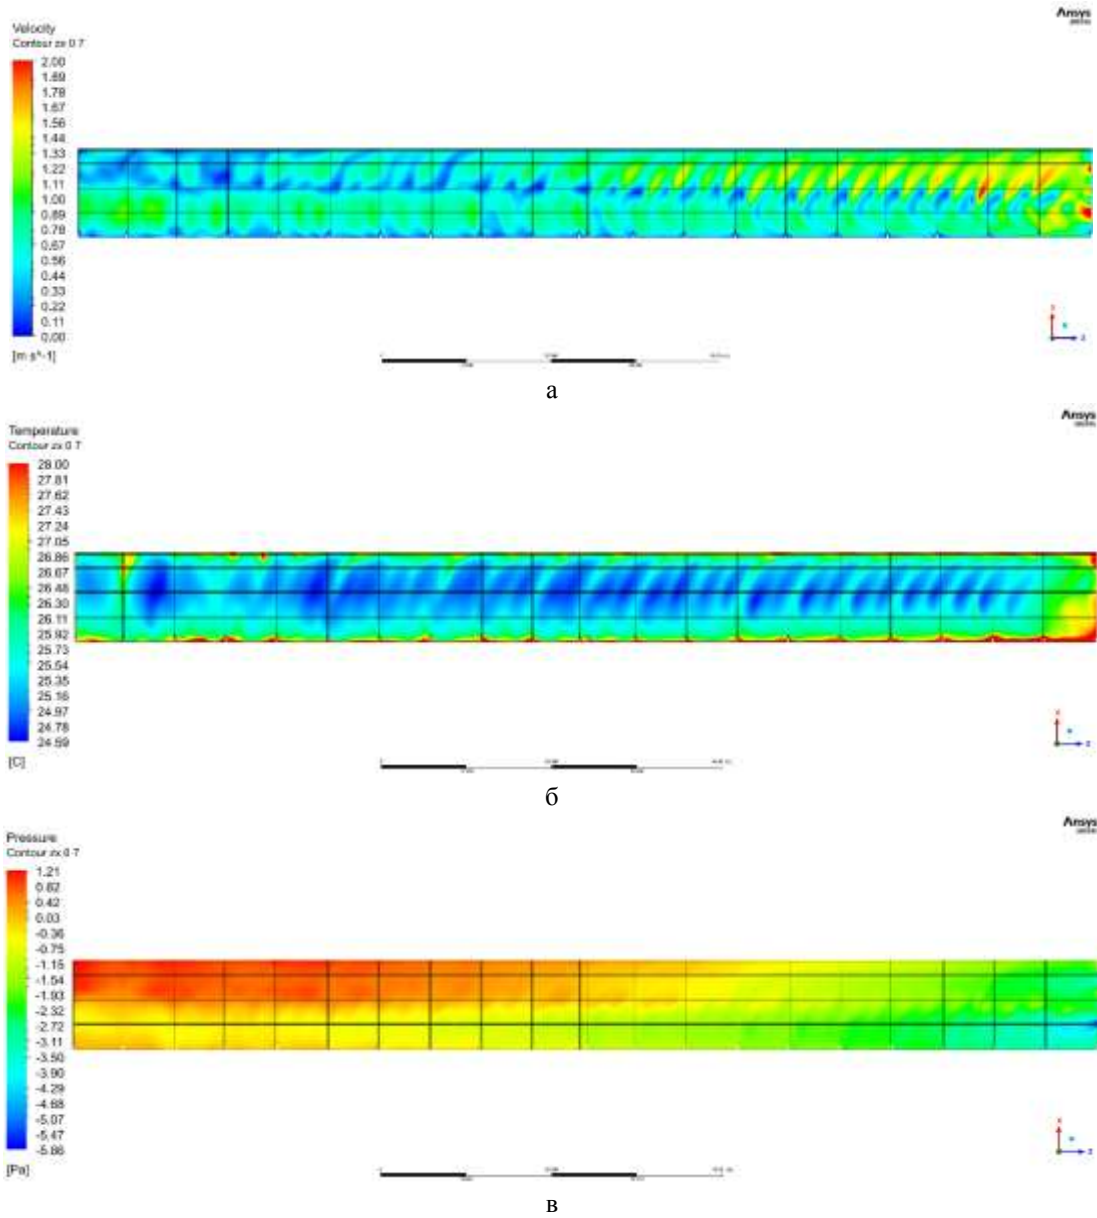 Ansys
Velocity
Contour zx 0 7
2.00
1.89
1.78
1.67
1.56
1.44
1.33
1.22
1.11
1.00
0.89
0.78
0.67
0.56
0.44
0.33
0.22
0.11
0.00
[m s^-1]
z
а
Ansys
Temperature
Contour zx 0 7
28.00
27.81
27.62
27.43
27.24
27.05
26.86
26.67
26.48
26.30
26.11
25.92
25.73
25.54
25.35
25.16
24.97
24.78
24.59
[C]
x
z
б
Ansys
Pressure
Contour zx 0 7
1.21
0.82
0.42
0.03
-0.36
-0.75
-1.15
-1.54
-1.93
-2.32
-2.72
-3.11
-3.50
-3.90
-4.29
-4.68
-5.07
-5.47
-5.86
[Pa]
x
z
в